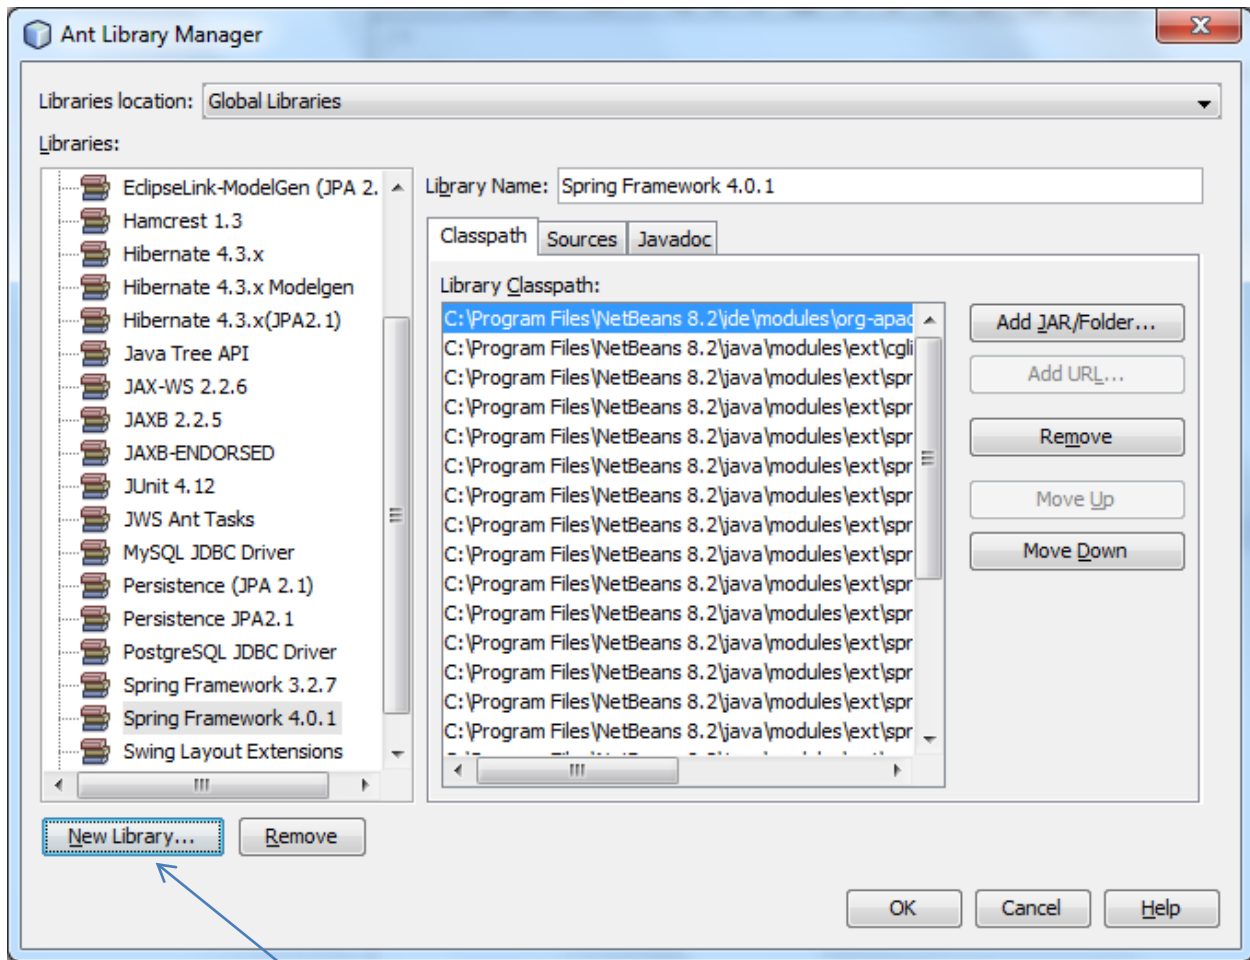 Ant Library Manager
Libraries location: Global Libraries
Libraries:
EclipseLink-ModelGen (JPA 2.
Hamcrest 1.3
Hibernate 4.3.x
Hibernate 4.3.x Modelgen
Hibernate 4.3.x(JPA2.1)
Java Tree API
JAX-WS 2.2.6
JAXB 2.2.5
JAXB-ENDORSED
JUnit 4.12
JWS Ant Tasks
MySQL JDBC Driver
Persistence (JPA 2.1)
Persistence JPA2.1
PostgreSQL JDBC Driver
Spring Framework 3.2.7
Spring Framework 4.0.1
Swing Layout Extensions
New Library...
Remove
Library Name: Spring Framework 4.0.1
Classpath Sources Javadoc
Library Classpath:
C:\Program Files\NetBeans 8.2\ide\modules\org-apac
C:\Program Files\NetBeans 8.2\java\modules\ext\cgli
C:\Program Files\NetBeans 8.2\java\modules\ext\spr
C:\Program Files\NetBeans 8.2\java\modules\ext\spr
C:\Program Files\NetBeans 8.2\java\modules\ext\spr
C:\Program Files\NetBeans 8.2\java\modules\ext\spr
C:\Program Files\NetBeans 8.2\java\modules\ext\spr
C:\Program Files\NetBeans 8.2\java\modules\ext\spr
C:\Program Files\NetBeans 8.2\java\modules\ext\spr
C:\Program Files\NetBeans 8.2\java\modules\ext\spr
C:\Program Files\NetBeans 8.2\java\modules\ext\spr
C:\Program Files\NetBeans 8.2\java\modules\ext\spr
C:\Program Files\NetBeans 8.2\java\modules\ext\spr
C:\Program Files\NetBeans 8.2\java\modules\ext\spr
C:\Program Files\NetBeans 8.2\java\modules\ext\spr
Add JAR/Folder...
Add URL...
Remove
Move Up
Move Down
OK
Cancel
Help